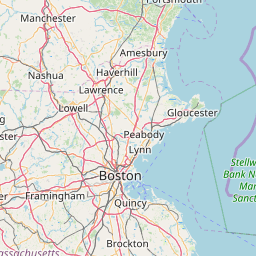 Portsmouth
Manchester
Amesbury
Nashua
Haverhill
Lawrence
Lowell
Gloucester
Peabody
Lynn
Boston
Framingham
Quincy
Brockton
Massachusetts
Stellw
Bank N
Mar
Sanct